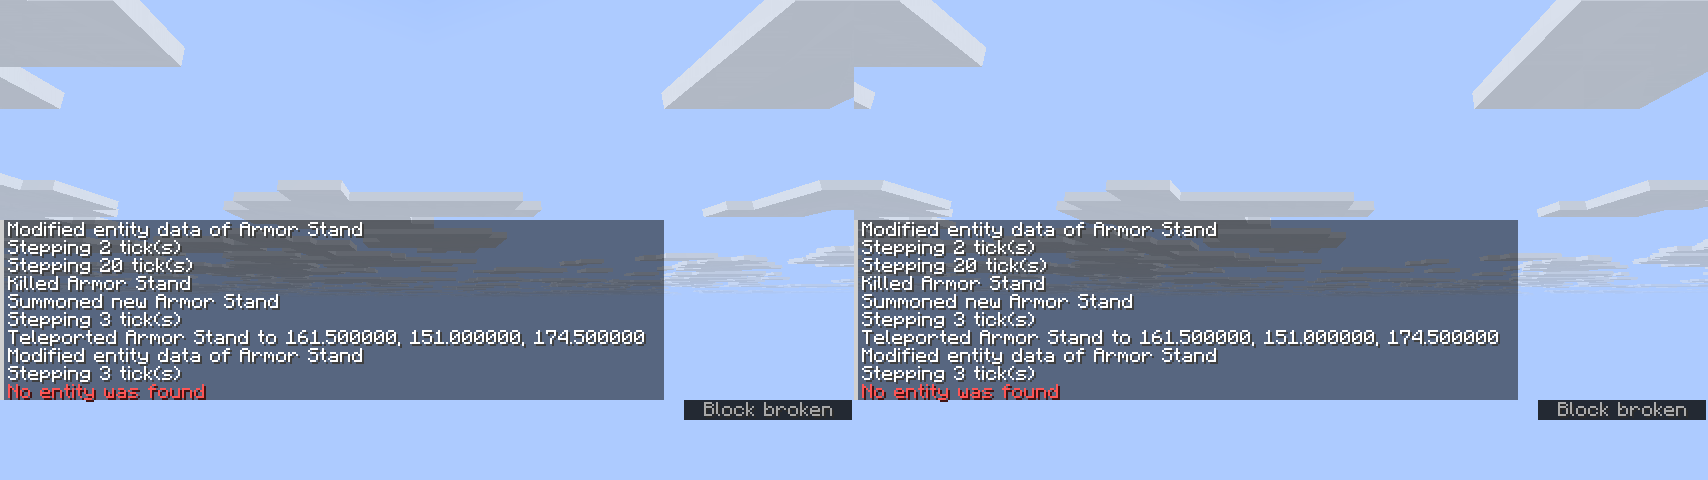 Modified entity data of Armor Stand
Stepping 2 tick(s)
Stepping 20 tick(s)
Killed Armor Stand
Summoned new Armor Stand
Stepping 3 tick(s)
Teleported Armor Stand to 161.500000, 151.000000, 174.500000
Modified entity data of Armor Stand
Stepping 3 tick(s)
No entity was found
Block broken
Modified entity data of Armor Stand
Stepping 2 tick(s)
Stepping 20 tick(s)
Killed Armor Stand
Summoned new Armor Stand
Stepping 3 tick(s)
Teleported Armor Stand to 161.500000, 151.000000, 174.500000
Modified entity data of Armor Stand
Stepping 3 tick(s)
No entity was found
Block broken